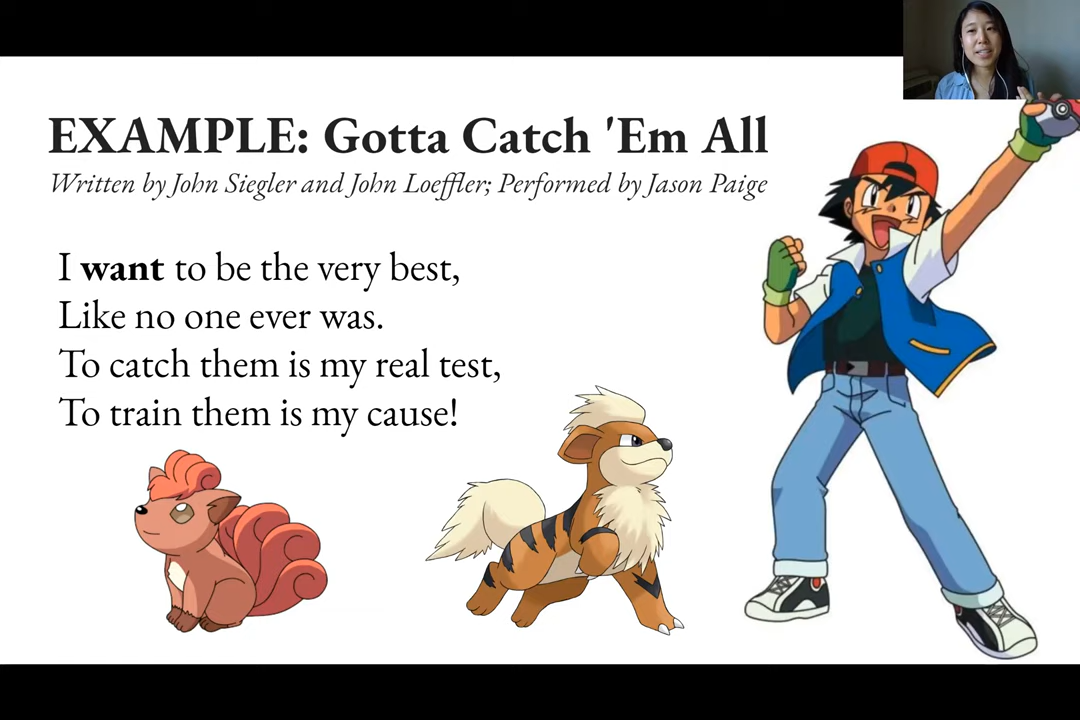 EXAMPLE: Gotta Catch 'Em All
Written by John Siegler and John Loeffler; Performed by Jason Paige
I want to be the very best,
Like no one ever was.
To catch them is my real test,
To train them is my cause!